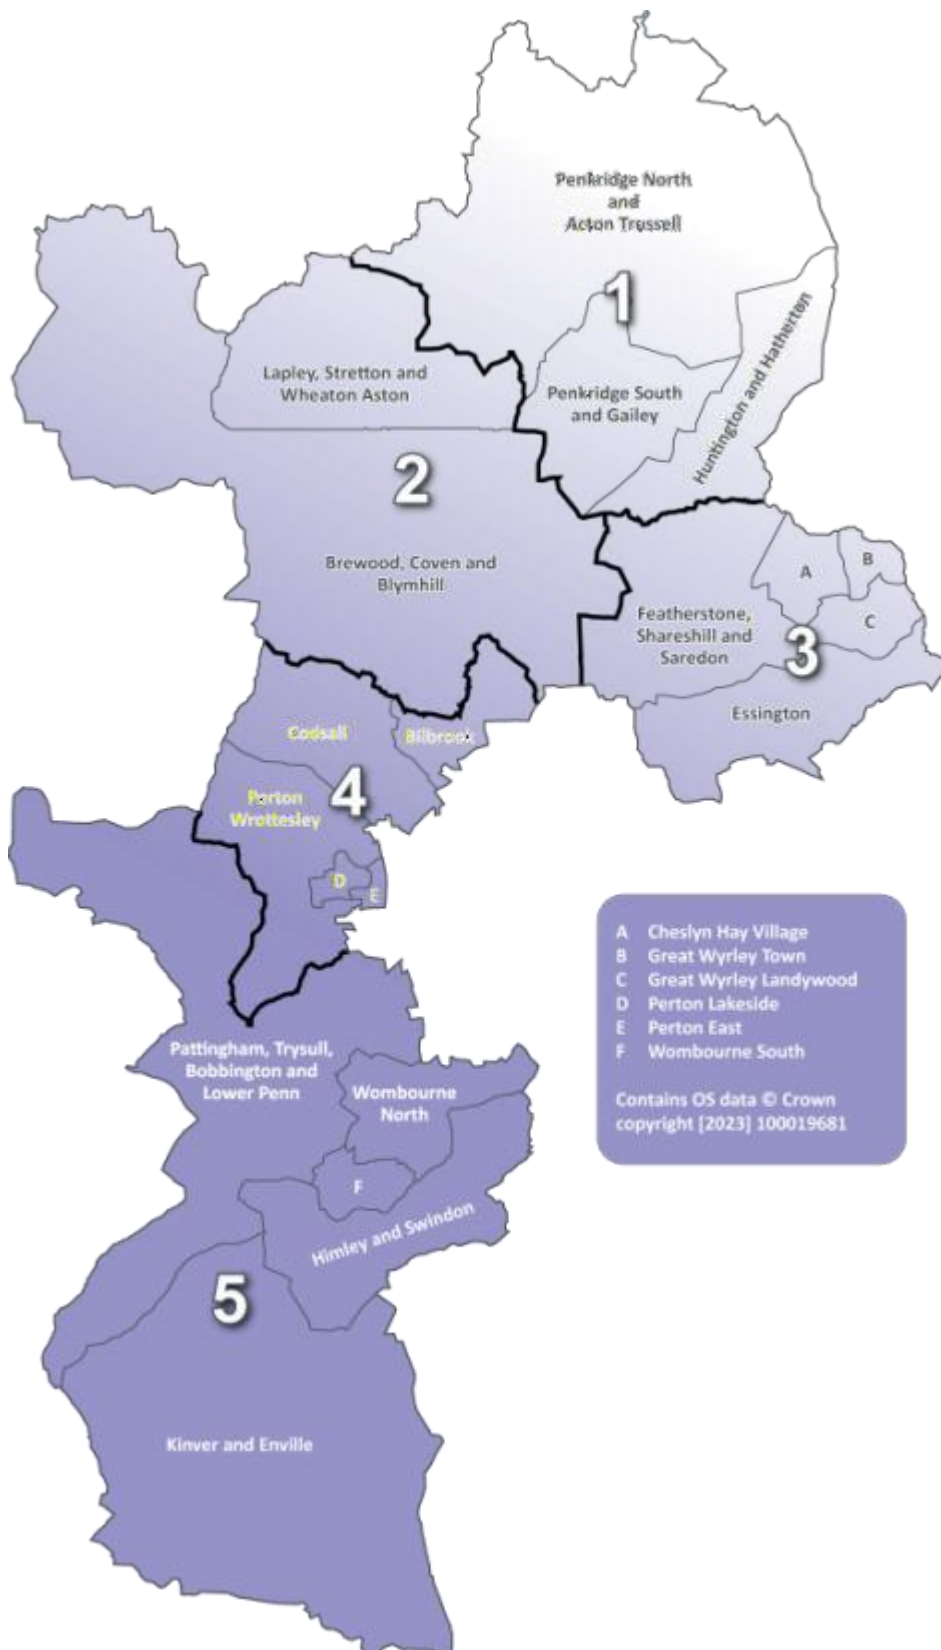 Penkridge North
and
Acton Trussell
1
Huntington and Hatherton
Lapley, Stretton and
Wheaton Aston
Penkridge South
and Gailey
2
Brewood, Coven and
Blymhill
A
B
C
Featherstone,
Shareshill and
Saredon
3
Essington
Codsall
Bilbrook
4
Perton
Wrottesley
D
E
A Cheslyn Hay Village
B Great Wyrley Town
C Great Wyrley Landywood
D Perton Lakeside
E Perton East
F Wombourne South
Contains OS data © Crown
copyright [2023] 100019681
Pattingham, Trysull,
Bobbington and
Lower Penn
Wombourne
North
F
Himley and Swindon
5
Kinver and Enville